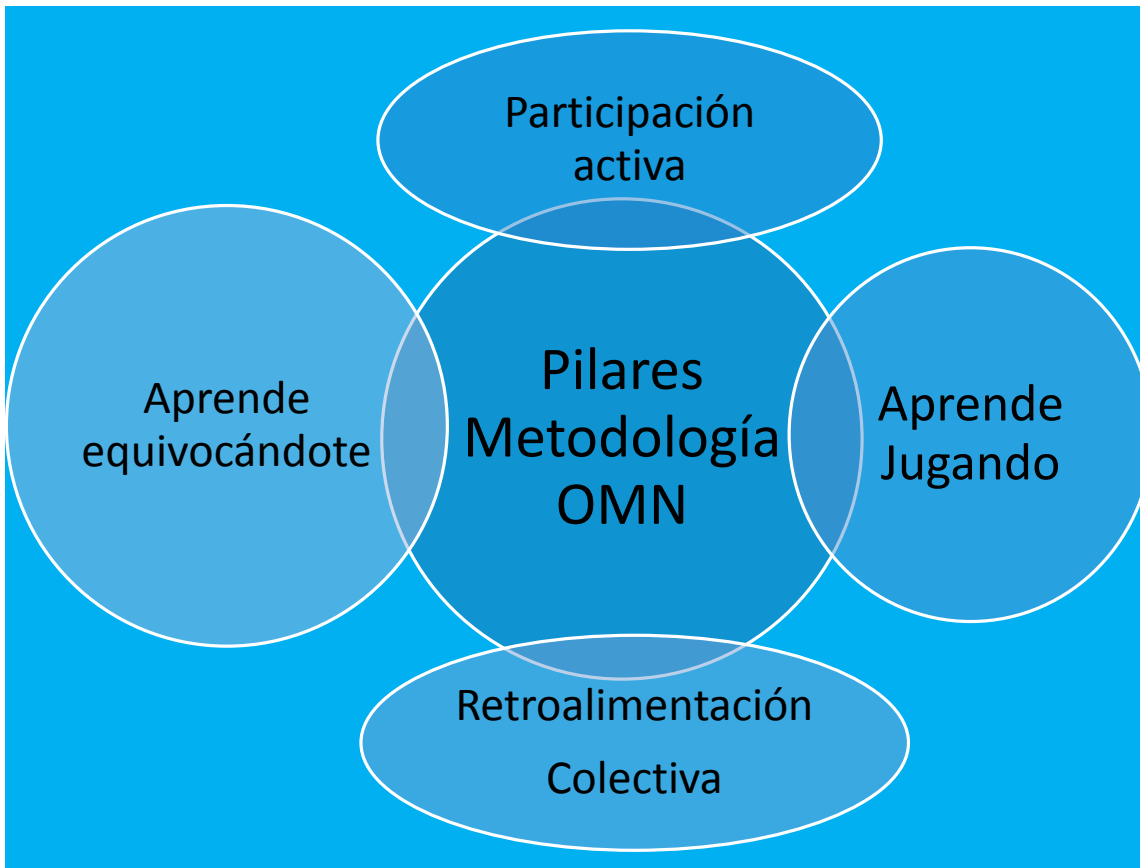 Participación
activa
Aprende
equivocándote
Pilares
Metodología
OMN
Aprende
Jugando
Retroalimentación
Colectiva